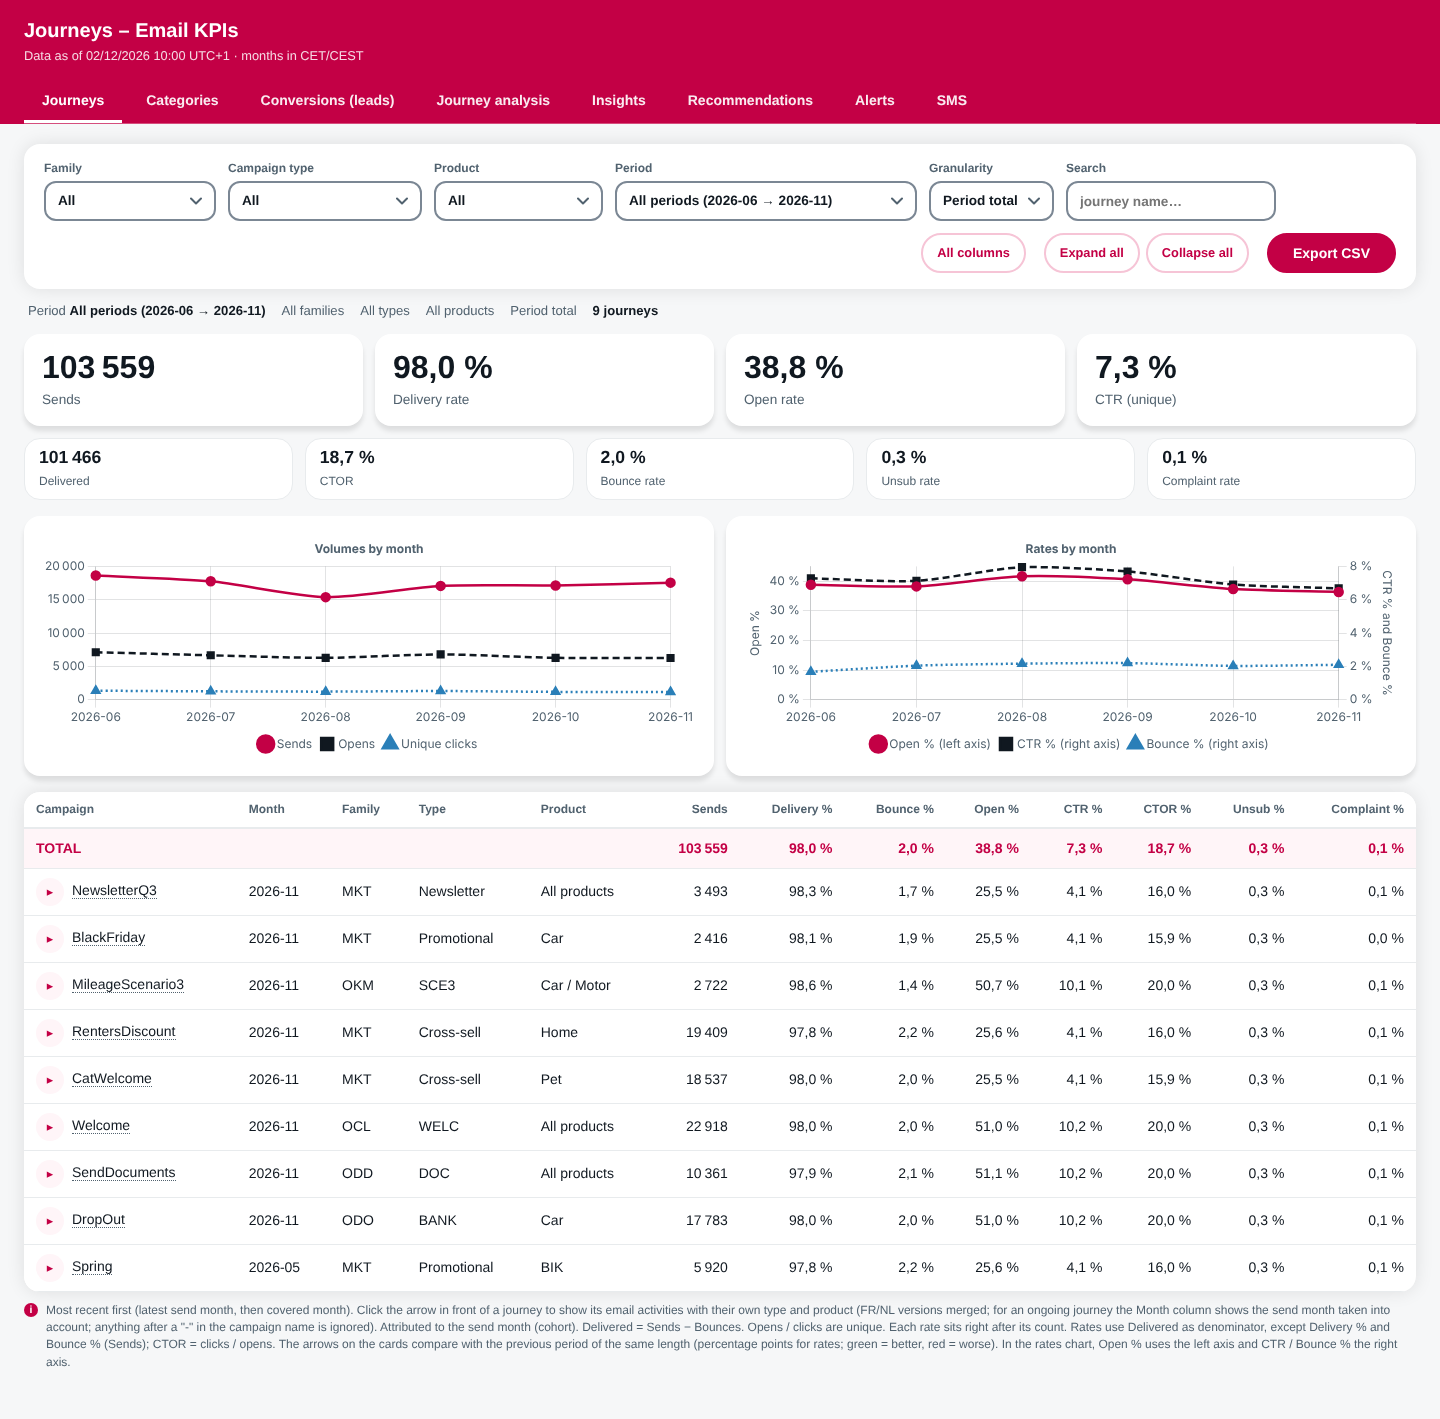 Journeys – Email KPIs
Data as of 02/12/2026 10:00 UTC+1 · months in CET/CEST
Journeys Categories Conversions (leads) Journey analysis Insights Recommendations Alerts SMS
Family Campaign type Product Period Granularity Search
All All All All periods (2026-06 → 2026-11) Period total journey name…
All columns Expand all Collapse all Export CSV
Period All periods (2026-06 → 2026-11) All families All types All products Period total 9 journeys
103 559 98,0 % 38,8 % 7,3 %
Sends Delivery rate Open rate CTR (unique)
101 466 18,7 % 2,0 % 0,3 % 0,1 %
Delivered CTOR Bounce rate Unsub rate Complaint rate
Volumes by month
20 000
15 000
10 000
5 000
0
2026-06 2026-07 2026-08 2026-09 2026-10 2026-11
Sends Opens Unique clicks
Rates by month
Open %
40 %
30 %
20 %
10 %
0 %
8 %
6 %
4 %
2 %
0 %
CTR % and Bounce %
2026-06 2026-07 2026-08 2026-09 2026-10 2026-11
Open % (left axis) CTR % (right axis) Bounce % (right axis)
Campaign Month Family Type Product Sends Delivery % Bounce % Open % CTR % CTOR % Unsub % Complaint %
TOTAL 103 559 98,0 % 2,0 % 38,8 % 7,3 % 18,7 % 0,3 % 0,1 %
NewsletterQ3 2026-11 MKT Newsletter All products 3 493 98,3 % 1,7 % 25,5 % 4,1 % 16,0 % 0,3 % 0,1 %
BlackFriday 2026-11 MKT Promotional Car 2 416 98,1 % 1,9 % 25,5 % 4,1 % 15,9 % 0,3 % 0,0 %
MileageScenario3 2026-11 OKM SCE3 Car / Motor 2 722 98,6 % 1,4 % 50,7 % 10,1 % 20,0 % 0,3 % 0,1 %
RentersDiscount 2026-11 MKT Cross-sell Home 19 409 97,8 % 2,2 % 25,6 % 4,1 % 16,0 % 0,3 % 0,1 %
CatWelcome 2026-11 MKT Cross-sell Pet 18 537 98,0 % 2,0 % 25,5 % 4,1 % 15,9 % 0,3 % 0,1 %
Welcome 2026-11 OCL WELC All products 22 918 98,0 % 2,0 % 51,0 % 10,2 % 20,0 % 0,3 % 0,1 %
SendDocuments 2026-11 ODD DOC All products 10 361 97,9 % 2,1 % 51,1 % 10,2 % 20,0 % 0,3 % 0,1 %
DropOut 2026-11 ODO BANK Car 17 783 98,0 % 2,0 % 51,0 % 10,2 % 20,0 % 0,3 % 0,1 %
Spring 2026-05 MKT Promotional BIK 5 920 97,8 % 2,2 % 25,6 % 4,1 % 16,0 % 0,3 % 0,1 %
i Most recent first (latest send month, then covered month). Click the arrow in front of a journey to show its email activities with their own type and product (FR/NL versions merged; for an ongoing journey the Month column shows the send month taken into
account; anything after a "-" in the campaign name is ignored). Attributed to the send month (cohort). Delivered = Sends − Bounces. Opens / clicks are unique. Each rate sits right after its count. Rates use Delivered as denominator, except Delivery % and
Bounce % (Sends); CTOR = clicks / opens. The arrows on the cards compare with the previous period of the same length (percentage points for rates; green = better, red = worse). In the rates chart, Open % uses the left axis and CTR / Bounce % the right
axis.